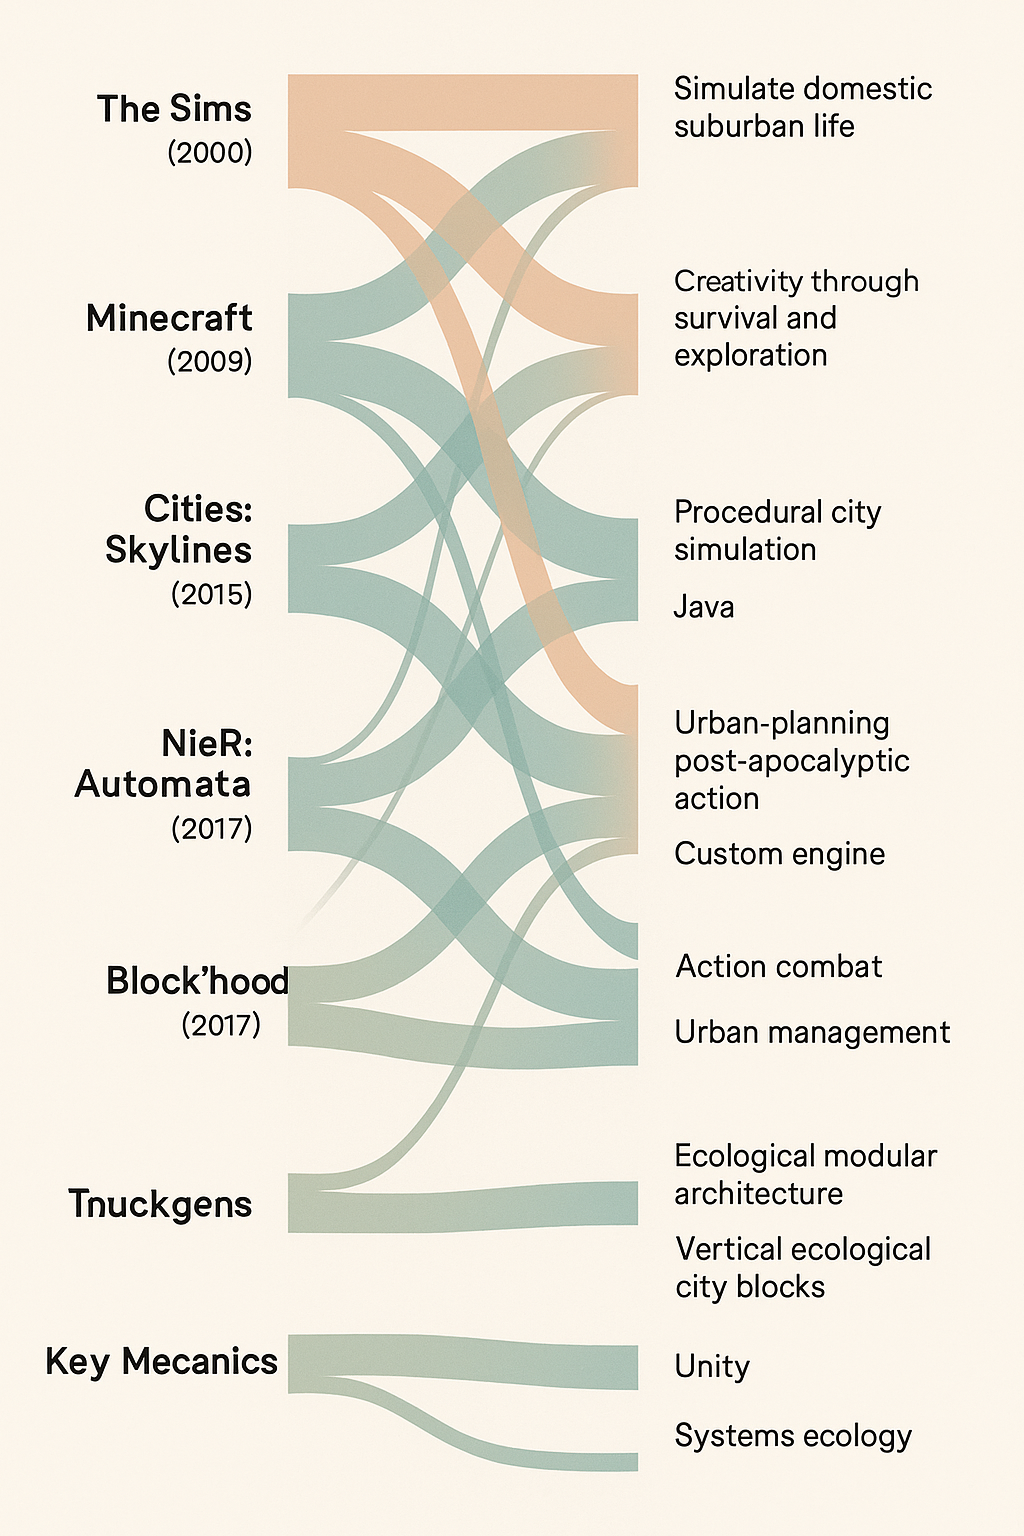 The Sims
(2000)
Simulate domestic
suburban life
Minecraft
(2009)
Creativity through
survival and
exploration
Cities:
Skylines
(2015)
Procedural city
simulation
Java
NieR:
Automata
(2017)
Urban-planning
post-apocalyptic
action
Custom engine
Block’hood
(2017)
Action combat
Urban management
Tnuckgens
Ecological modular
architecture
Vertical ecological
city blocks
Key Mecanics
Unity
Systems ecology